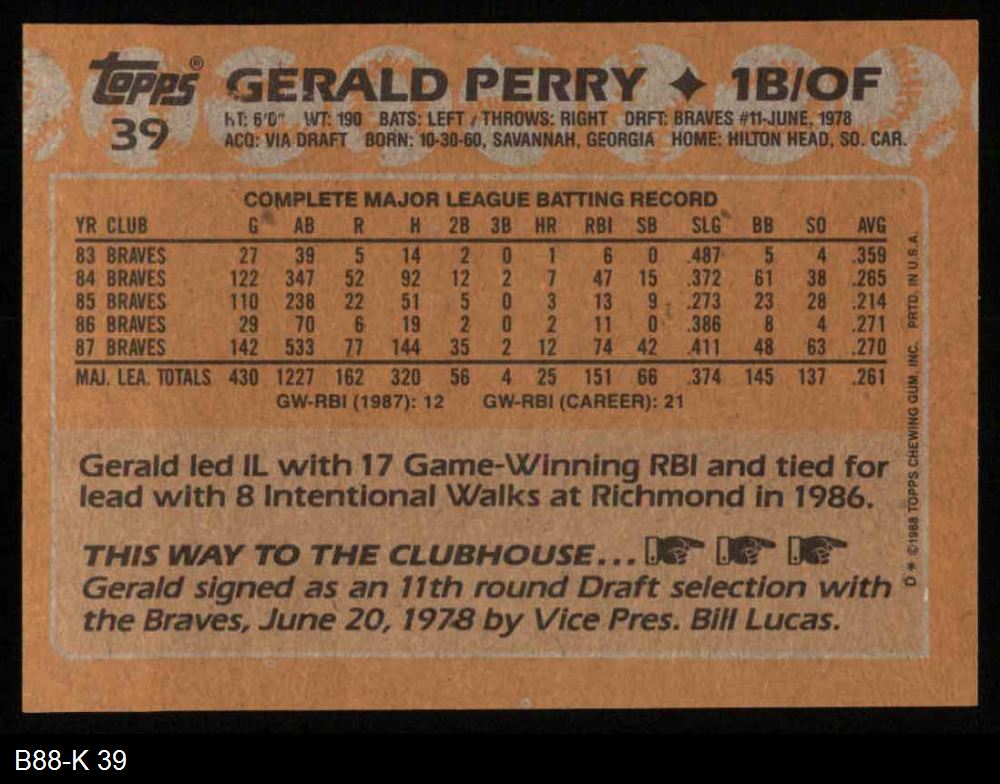 topps® GERALD PERRY ✦ 1B/OF
39 HT: 6'0" WT: 190 BATS: LEFT / THROWS: RIGHT DRFT: BRAVES #11-JUNE, 1978
ACQ: VIA DRAFT BORN: 10-30-60, SAVANNAH, GEORGIA HOME: HILTON HEAD, SO. CAR.
COMPLETE MAJOR LEAGUE BATTING RECORD
YR CLUB G AB R H 2B 3B HR RBI SB SLG BB SO AVG
83 BRAVES 27 39 5 14 2 0 1 6 0 .487 5 4 .359
84 BRAVES 122 347 52 92 12 2 7 47 15 .372 61 38 .265
85 BRAVES 110 238 22 51 5 0 3 13 9 .273 23 28 .214
86 BRAVES 29 70 6 19 2 0 2 11 0 .386 8 4 .271
87 BRAVES 142 533 77 144 35 2 12 74 42 .411 48 63 .270
MAJ. LEA. TOTALS 430 1227 162 320 56 4 25 151 66 .374 145 137 .261
GW-RBI (1987): 12 GW-RBI (CAREER): 21
Gerald led IL with 17 Game-Winning RBI and tied for
lead with 8 Intentional Walks at Richmond in 1986.
THIS WAY TO THE CLUBHOUSE...
Gerald signed as an 11th round Draft selection with
the Braves, June 20, 1978 by Vice Pres. Bill Lucas.
D* ©1988 TOPPS CHEWING GUM, INC. PRTD. IN U.S.A.
B88-K 39